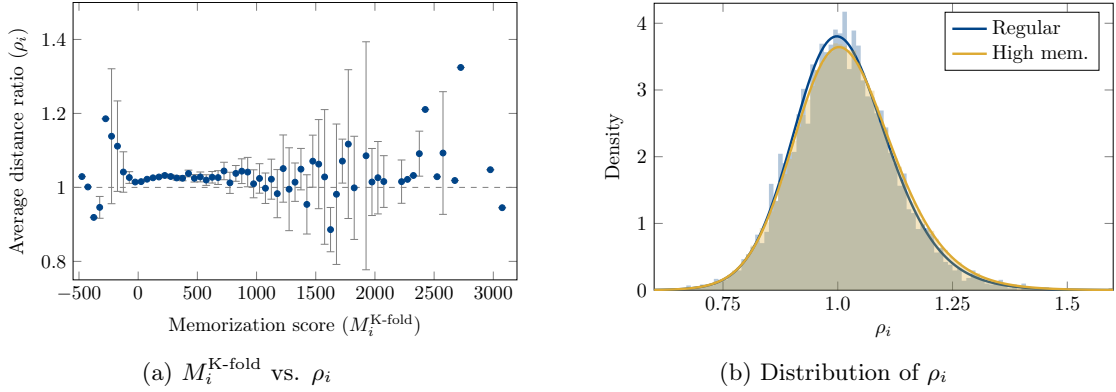 1.4
1.2
1
0.8
Average distance ratio (ρ_i)
−500 0 500 1000 1500 2000 2500 3000
Memorization score (M_i^K-fold)
(a) M_i^K-fold vs. ρ_i
4
3
2
1
0
Density
Regular
High mem.
0.75 1.0 1.25 1.5
ρ_i
(b) Distribution of ρ_i